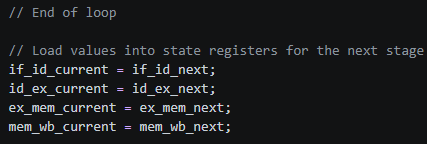 // End of loop
// Load values into state registers for the next stage
if_id_current = if_id_next;
id_ex_current = id_ex_next;
ex_mem_current = ex_mem_next;
mem_wb_current = mem_wb_next;